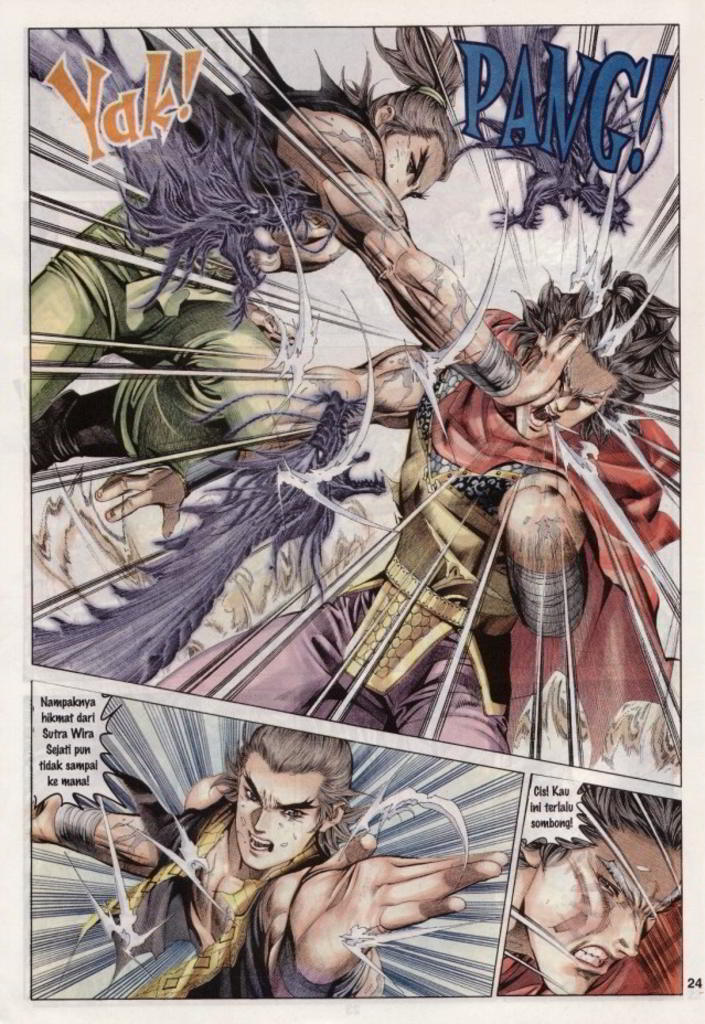 Yak!
PANG!
Nampaknya
hikmat dari
Sutra Wira
Sejati pun
tidak sampai
ke mana!
Cis! Kau
ini terlalu
sombong!
24